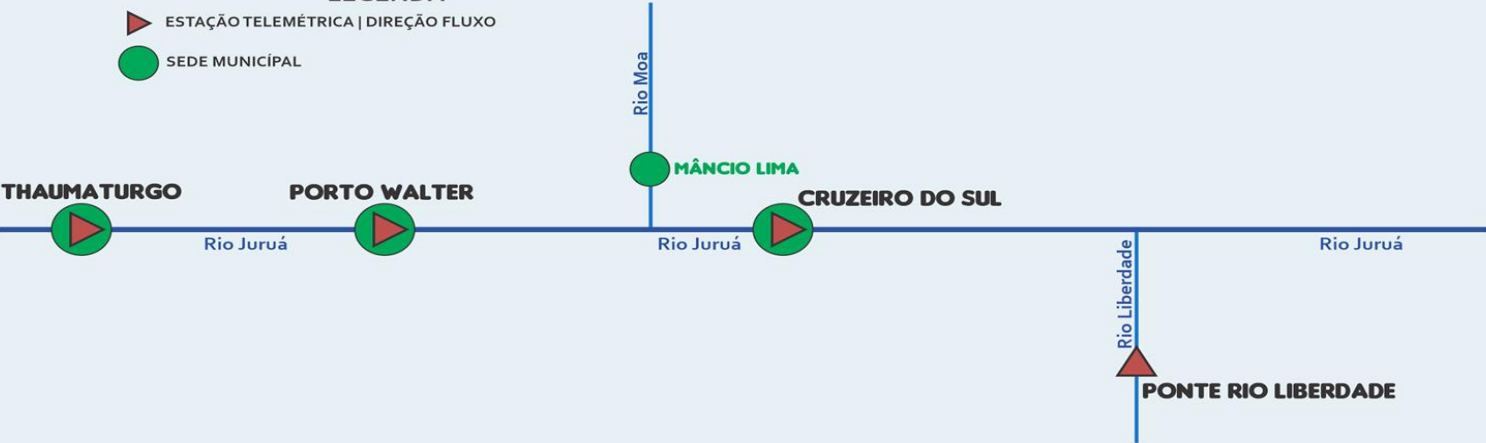 ESTAÇÃO TELEMÉTRICA | DIREÇÃO FLUXO
SEDE MUNICÍPAL
Rio Moa
MÂNCIO LIMA
THAUMATURGO
PORTO WALTER
CRUZEIRO DO SUL
Rio Juruá
Rio Juruá
Rio Juruá
Rio Liberdade
PONTE RIO LIBERDADE